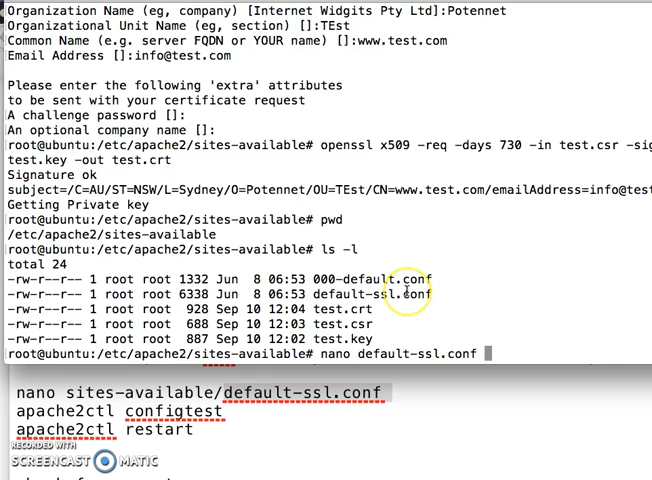 Organization Name (eg, company) [Internet Widgits Pty Ltd]:Potennet
Organizational Unit Name (eg, section) []:TEst
Common Name (e.g. server FQDN or YOUR name) []:www.test.com
Email Address []:info@test.com
Please enter the following 'extra' attributes
to be sent with your certificate request
A challenge password []:
An optional company name []:
root@ubuntu:/etc/apache2/sites-available# openssl x509 -req -days 730 -in test.csr -sig
test.key -out test.crt
Signature ok
subject=/C=AU/ST=NSW/L=Sydney/O=Potennet/OU=TEst/CN=www.test.com/emailAddress=info@test
Getting Private key
root@ubuntu:/etc/apache2/sites-available# pwd
/etc/apache2/sites-available
root@ubuntu:/etc/apache2/sites-available# ls -l
total 24
-rw-r--r-- 1 root root 1332 Jun  8 06:53 000-default.conf
-rw-r--r-- 1 root root 6338 Jun  8 06:53 default-ssl.conf
-rw-r--r-- 1 root root  928 Sep 10 12:04 test.crt
-rw-r--r-- 1 root root  688 Sep 10 12:03 test.csr
-rw-r--r-- 1 root root  887 Sep 10 12:02 test.key
root@ubuntu:/etc/apache2/sites-available# nano default-ssl.conf
nano sites-available/default-ssl.conf
apache2ctl configtest
apache2ctl restart
RECORDED WITH
SCREENCAST MATIC